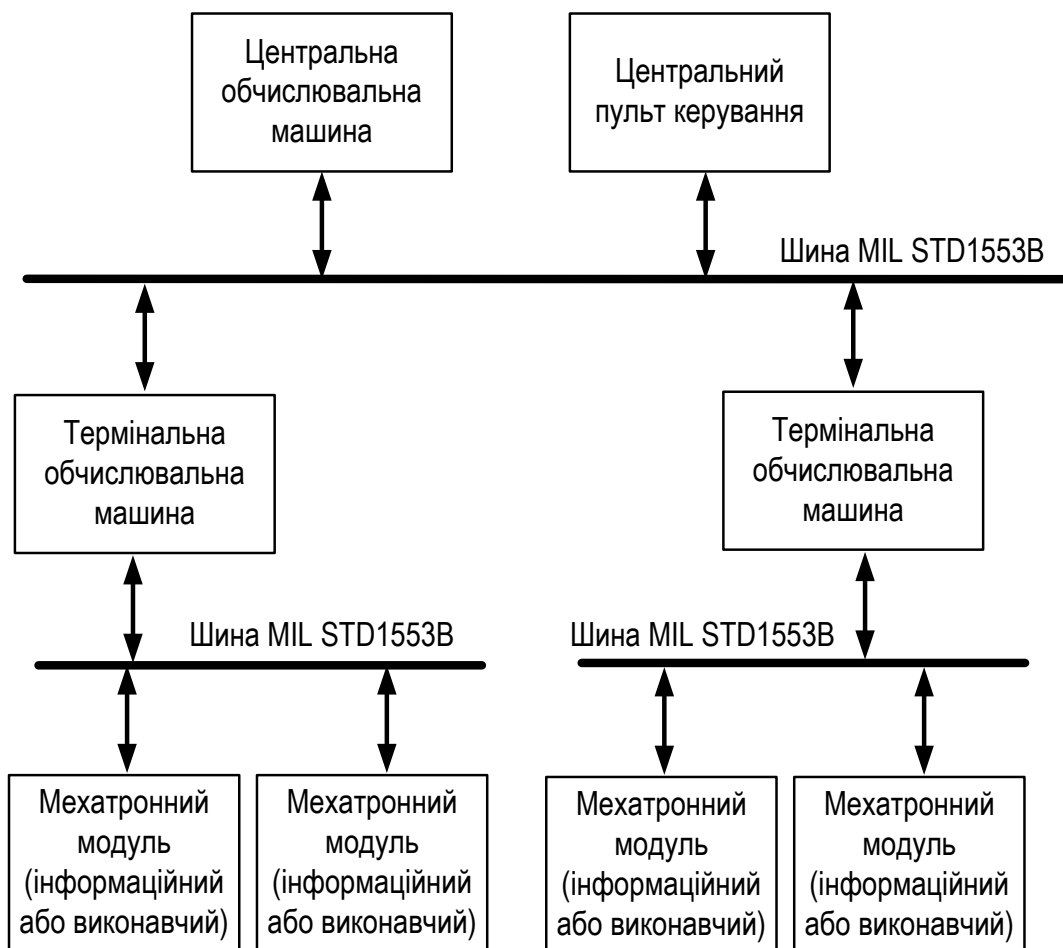 Центральна
обчислювальна
машина
Центральний
пульт керування
Шина MIL STD1553B
Термінальна
обчислювальна
машина
Термінальна
обчислювальна
машина
Шина MIL STD1553B
Шина MIL STD1553B
Мехатронний
модуль
(інформаційний
або виконавчий)
Мехатронний
модуль
(інформаційний
або виконавчий)
Мехатронний
модуль
(інформаційний
або виконавчий)
Мехатронний
модуль
(інформаційний
або виконавчий)